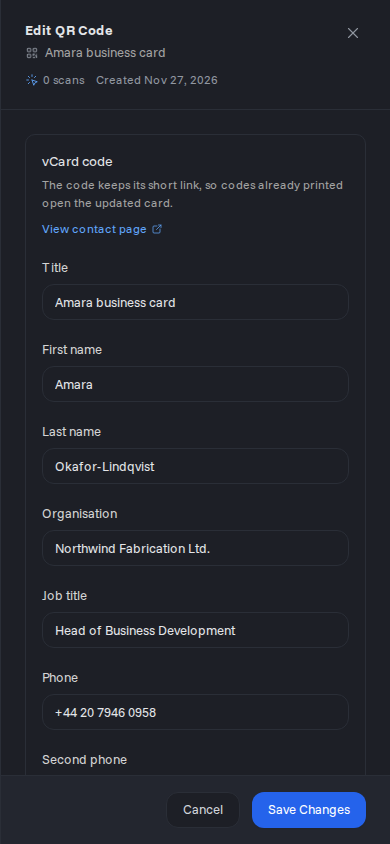 Edit QR Code
Amara business card
0 scans Created Nov 27, 2026
vCard code
The code keeps its short link, so codes already printed
open the updated card.
View contact page
Title
Amara business card
First name
Amara
Last name
Okafor-Lindqvist
Organisation
Northwind Fabrication Ltd.
Job title
Head of Business Development
Phone
+44 20 7946 0958
Second phone
Cancel Save Changes